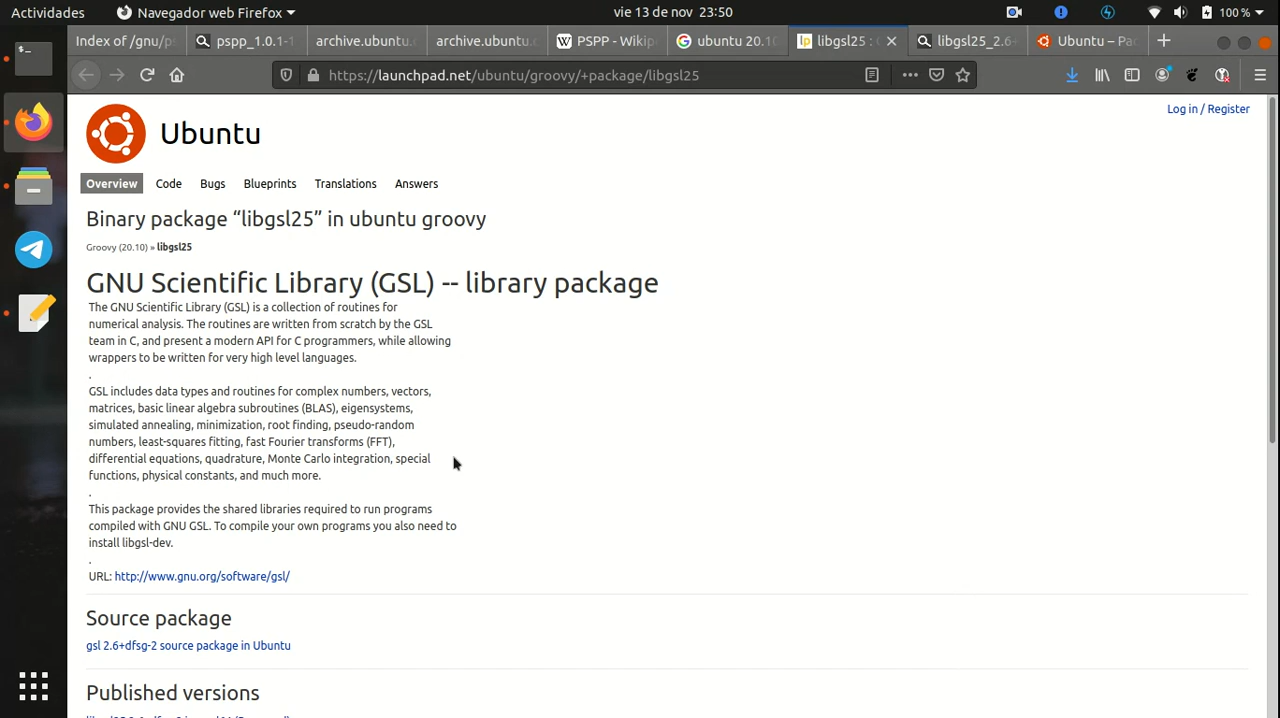 Actividades
Navegador web Firefox
vie 13 de nov 23:50
100 %
Index of /gnu/ps
pspp_1.0.1-1
archive.ubuntu.c
archive.ubuntu.c
PSPP - Wikipe
ubuntu 20.10
libgsl25 : G
libgsl25_2.6+
Ubuntu – Pac
https://launchpad.net/ubuntu/groovy/+package/libgsl25
Log in / Register
Ubuntu
Overview
Code
Bugs
Blueprints
Translations
Answers
Binary package “libgsl25” in ubuntu groovy
Groovy (20.10) » libgsl25
GNU Scientific Library (GSL) -- library package
The GNU Scientific Library (GSL) is a collection of routines for
numerical analysis. The routines are written from scratch by the GSL
team in C, and present a modern API for C programmers, while allowing
wrappers to be written for very high level languages.
.
GSL includes data types and routines for complex numbers, vectors,
matrices, basic linear algebra subroutines (BLAS), eigensystems,
simulated annealing, minimization, root finding, pseudo-random
numbers, least-squares fitting, fast Fourier transforms (FFT),
differential equations, quadrature, Monte Carlo integration, special
functions, physical constants, and much more.
.
This package provides the shared libraries required to run programs
compiled with GNU GSL. To compile your own programs you also need to
install libgsl-dev.
.
URL: http://www.gnu.org/software/gsl/
Source package
gsl 2.6+dfsg-2 source package in Ubuntu
Published versions